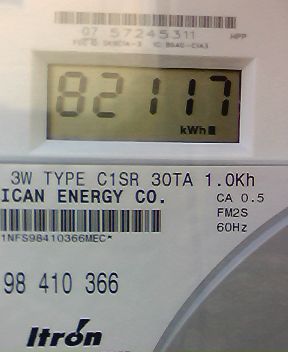 07 57245311 HPP
82117
kWh
3W TYPE C1SR 30TA 1.0Kh
ICAN ENERGY CO. CA 0.5
FM2S
60Hz
1NFS98410366MEC*
98 410 366
Itron